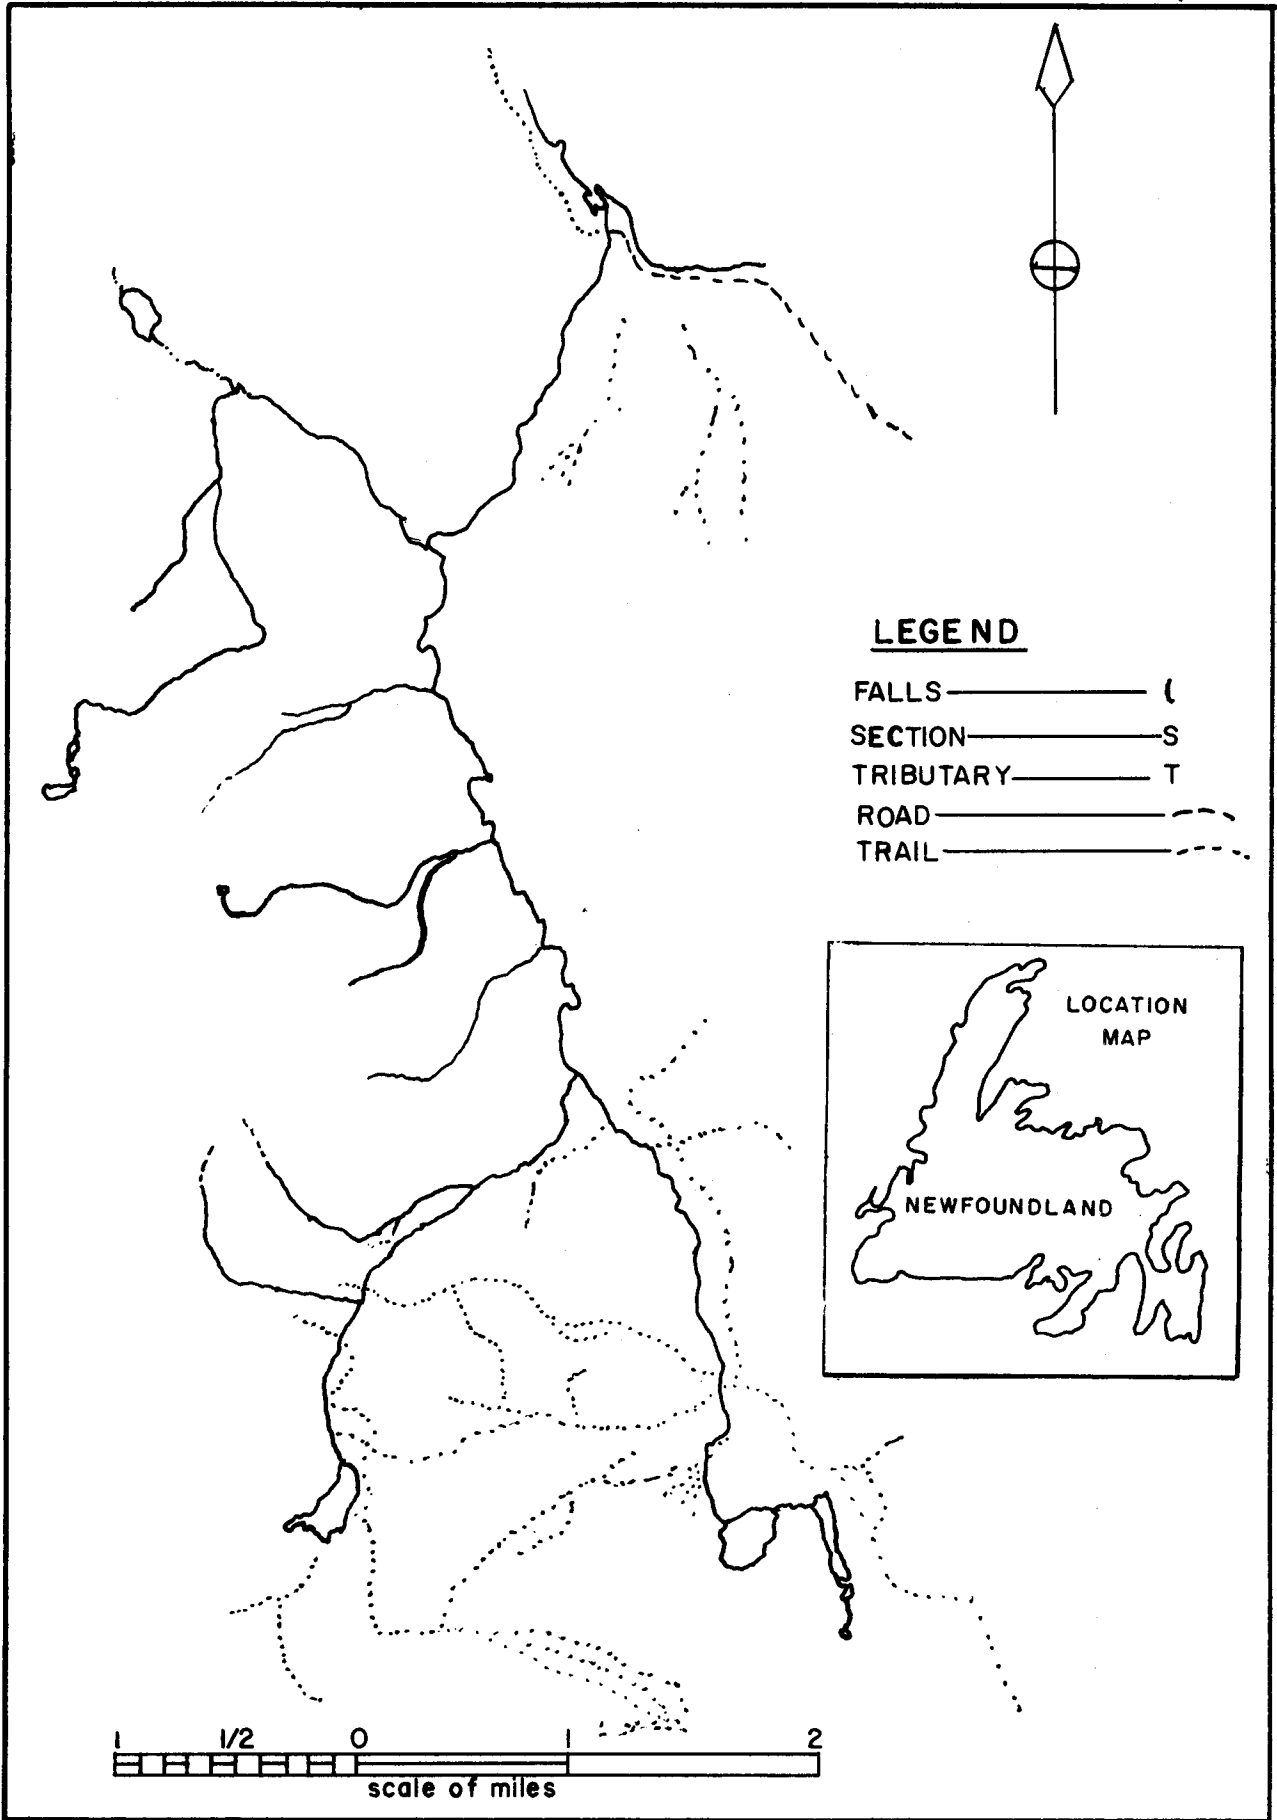 LEGEND
FALLS
SECTION S
TRIBUTARY T
ROAD
TRAIL
LOCATION
MAP
NEWFOUNDLAND
1 1/2 0 1 2
scale of miles